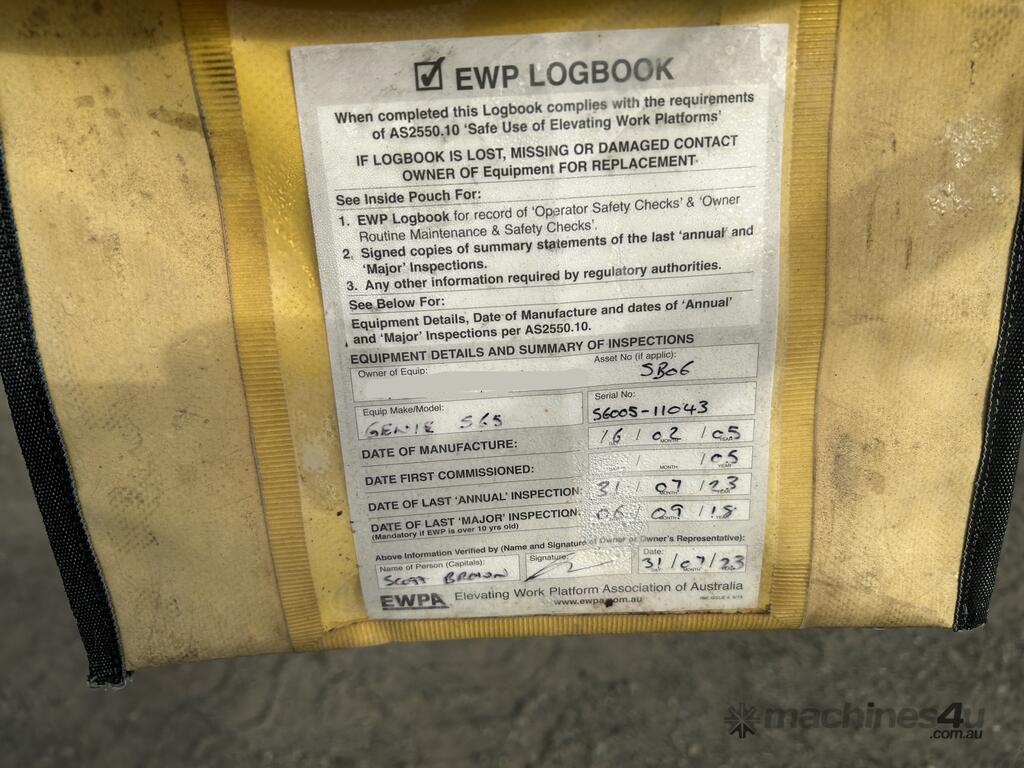 EWP LOGBOOK
When completed this Logbook complies with the requirements
of AS2550.10 'Safe Use of Elevating Work Platforms'
IF LOGBOOK IS LOST, MISSING OR DAMAGED CONTACT
OWNER OF Equipment FOR REPLACEMENT.
See Inside Pouch For:
1. EWP Logbook for record of 'Operator Safety Checks' & 'Owner
Routine Maintenance & Safety Checks'.
2. Signed copies of summary statements of the last 'annual' and
'Major' Inspections.
3. Any other information required by regulatory authorities.
See Below For:
Equipment Details, Date of Manufacture and dates of 'Annual'
and 'Major' Inspections per AS2550.10.
EQUIPMENT DETAILS AND SUMMARY OF INSPECTIONS
Owner of Equip: Asset No (if applic):
SB06
Equip Make/Model: Serial No:
GENIE S65 S6005-11043
DATE OF MANUFACTURE: 16/02/05
DAY MONTH YEAR
DATE FIRST COMMISSIONED: / /05
MONTH YEAR
DATE OF LAST 'ANNUAL' INSPECTION: 31/07/23
DATE OF LAST 'MAJOR' INSPECTION: 06/09/18
(Mandatory if EWP is over 10 yrs old)
Above Information Verified by (Name and Signature of Owner or Owner's Representative):
Name of Person (Capitals): Signature: Date:
SCOTT 31/07/23
EWPA Elevating Work Platform Association of Australia
www.ewpa.com.au
machines4u
.com.au